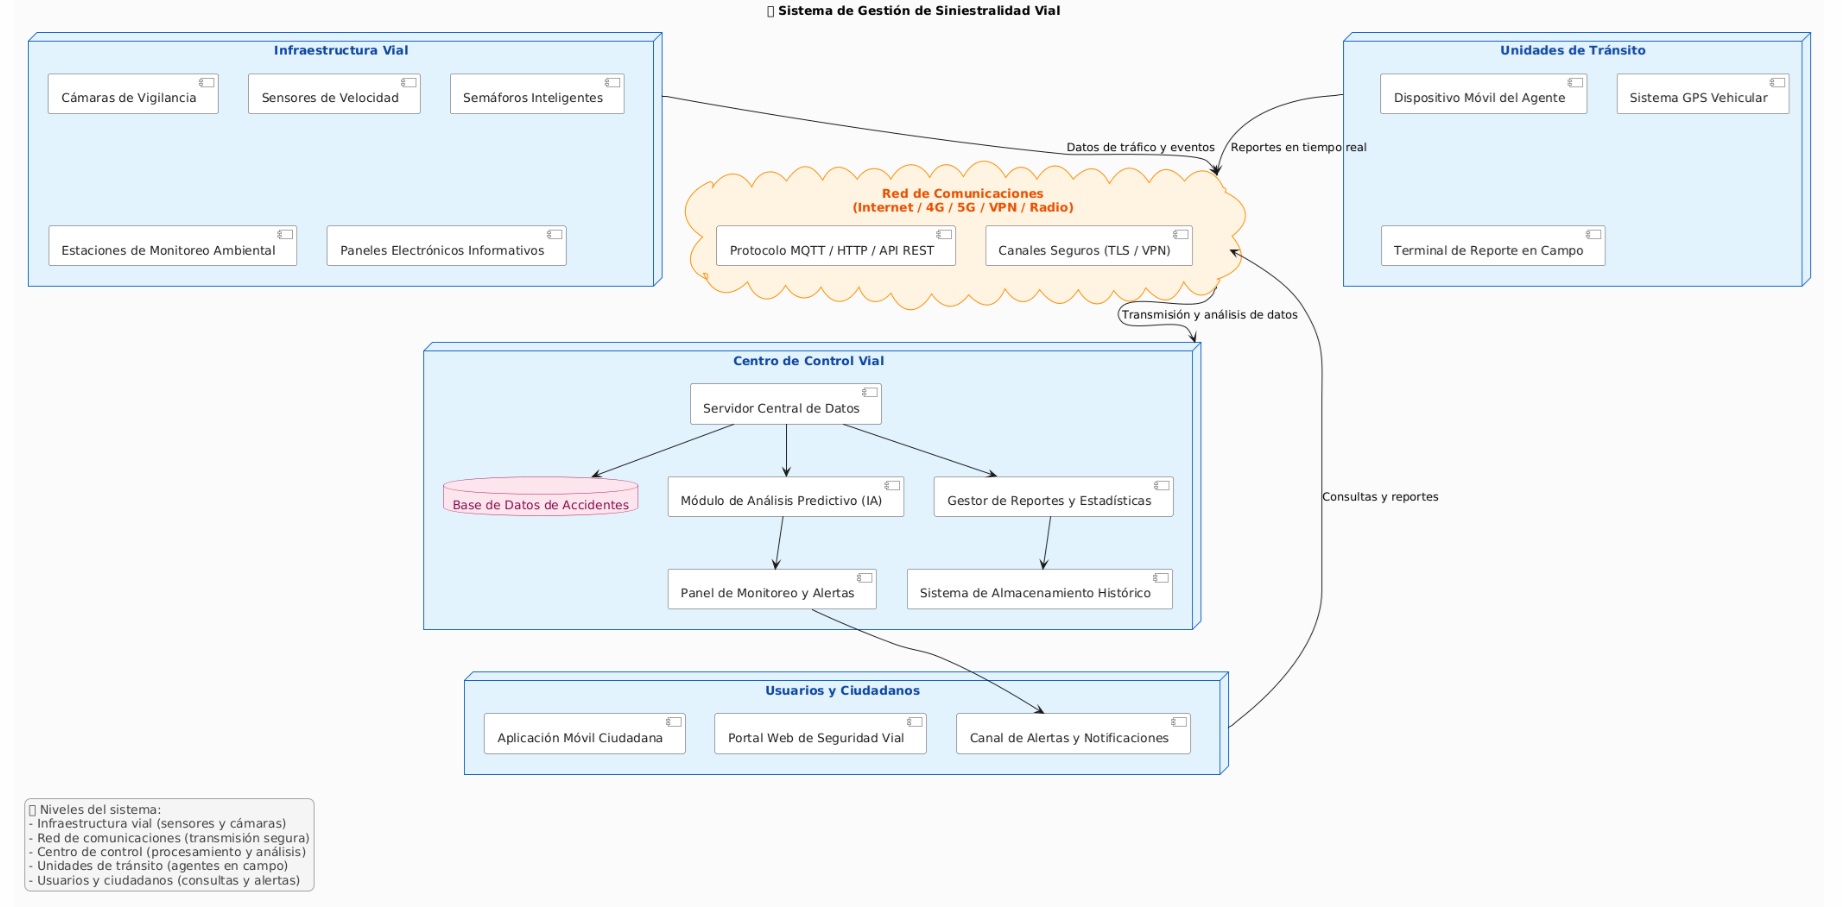 Sistema de Gestión de Siniestralidad Vial
Infraestructura Vial
Cámaras de Vigilancia
Sensores de Velocidad
Semáforos Inteligentes
Estaciones de Monitoreo Ambiental
Paneles Electrónicos Informativos
Unidades de Tránsito
Dispositivo Móvil del Agente
Sistema GPS Vehicular
Terminal de Reporte en Campo
Datos de tráfico y eventos
Reportes en tiempo real
Red de Comunicaciones
(Internet / 4G / 5G / VPN / Radio)
Protocolo MQTT / HTTP / API REST
Canales Seguros (TLS / VPN)
Transmisión y análisis de datos
Centro de Control Vial
Servidor Central de Datos
Base de Datos de Accidentes
Módulo de Análisis Predictivo (IA)
Gestor de Reportes y Estadísticas
Consultas y reportes
Panel de Monitoreo y Alertas
Sistema de Almacenamiento Histórico
Usuarios y Ciudadanos
Aplicación Móvil Ciudadana
Portal Web de Seguridad Vial
Canal de Alertas y Notificaciones
Niveles del sistema:
- Infraestructura vial (sensores y cámaras)
- Red de comunicaciones (transmisión segura)
- Centro de control (procesamiento y análisis)
- Unidades de tránsito (agentes en campo)
- Usuarios y ciudadanos (consultas y alertas)